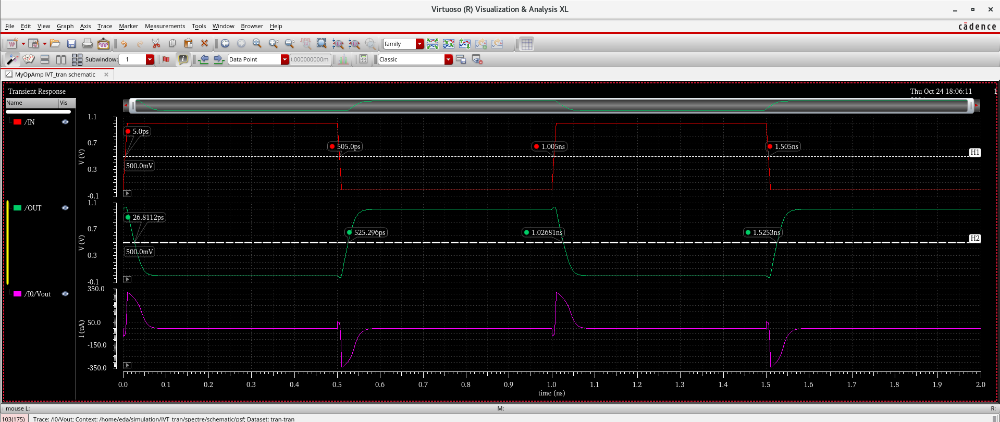 Virtuoso (R) Visualization & Analysis XL
File Edit View Graph Axis Trace Marker Measurements Tools Window Browser Help
cādence
family
Subwindow: 1
Data Point
Classic
MyOpAmp IVT_tran schematic
Transient Response
Thu Oct 24 18:06:11
1
Name Vis
/IN
1.1
0.7
0.3
-0.1
V (V)
5.0ps
505.0ps
1.005ns
1.505ns
H1
500.0mV
/OUT
1.1
0.7
0.3
-0.1
V (V)
26.8112ps
525.296ps
1.02681ns
1.5253ns
H2
500.0mV
/I0/Vout
350.0
50.0
-150.0
-350.0
I (uA)
0.0 0.1 0.2 0.3 0.4 0.5 0.6 0.7 0.8 0.9 1.0 1.1 1.2 1.3 1.4 1.5 1.6 1.7 1.8 1.9 2.0
time (ns)
mouse L: M: R:
103(175) Trace: /I0/Vout; Context: /home/eda/simulation/IVT_tran/spectre/schematic/psf; Dataset: tran-tran